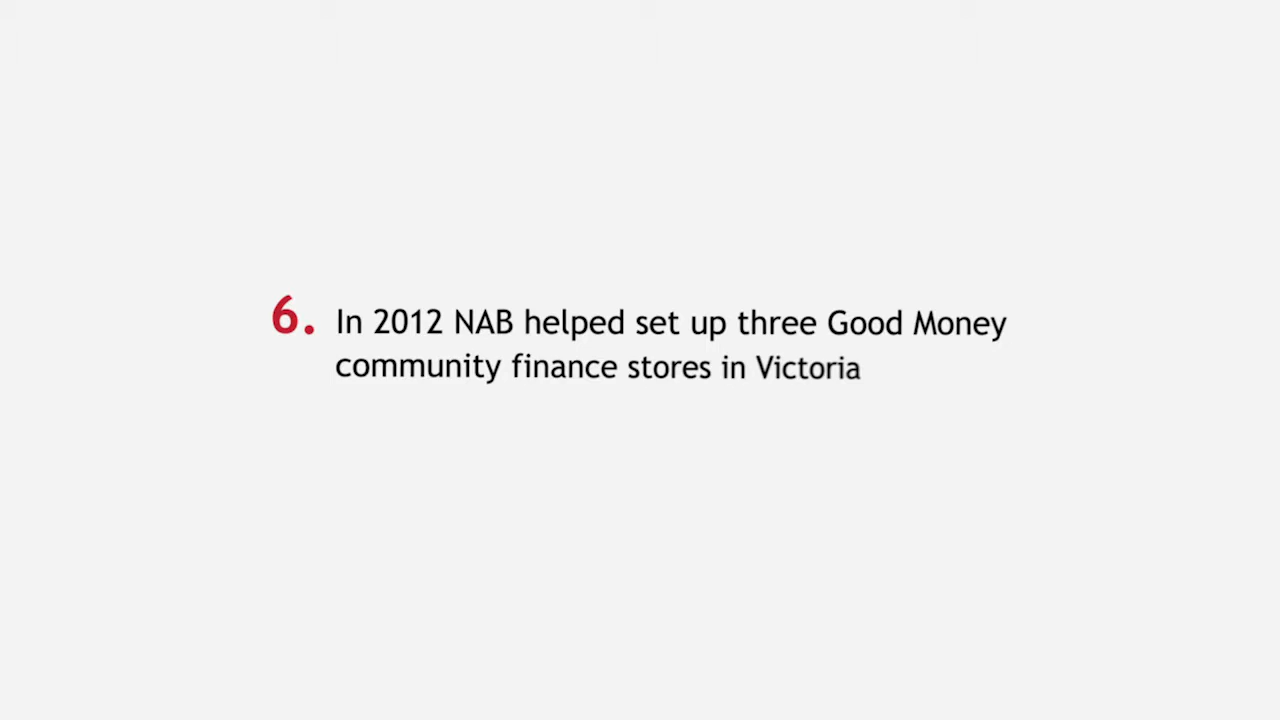 6. In 2012 NAB helped set up three Good Money
community finance stores in Victoria